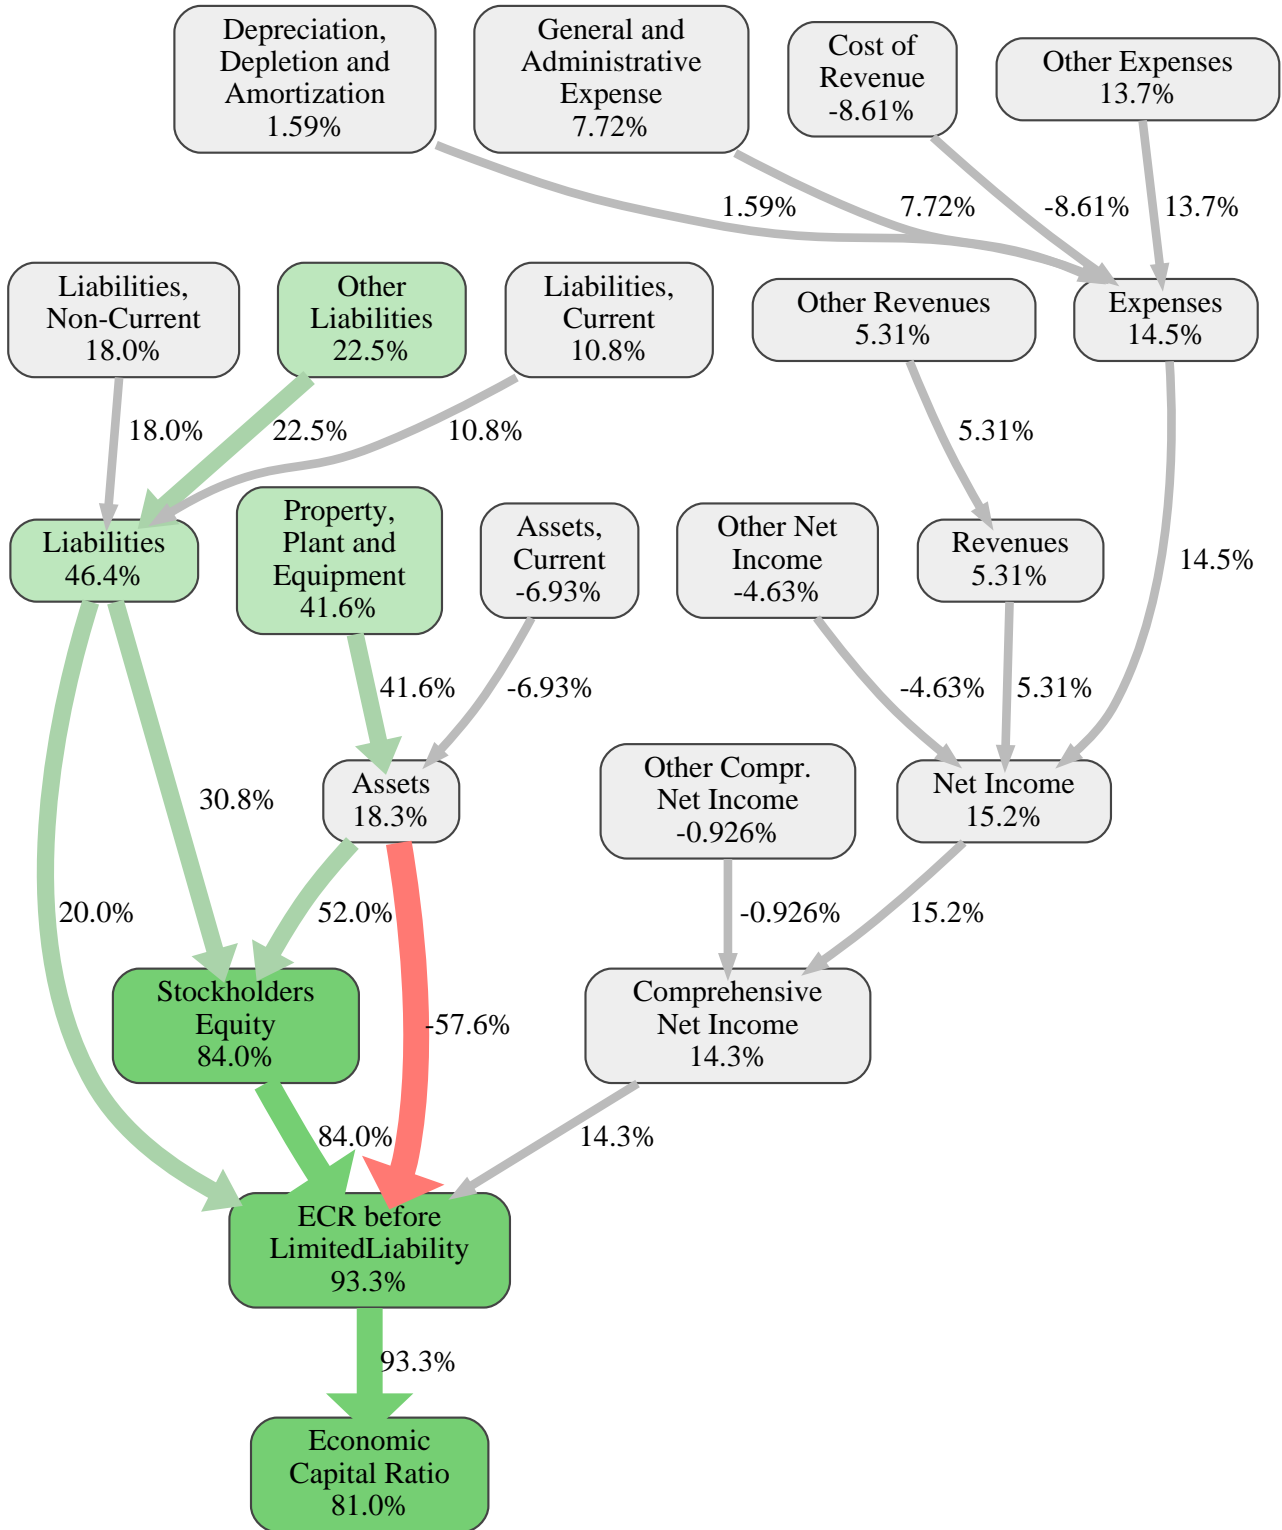 Depreciation,
Depletion and
Amortization
1.59%
General and
Administrative
Expense
7.72%
Cost of
Revenue
-8.61%
Other Expenses
13.7%
1.59%
7.72%
-8.61%
13.7%
Liabilities,
Non-Current
18.0%
Other
Liabilities
22.5%
Liabilities,
Current
10.8%
Other Revenues
5.31%
Expenses
14.5%
18.0%
22.5%
10.8%
5.31%
Liabilities
46.4%
Property,
Plant and
Equipment
41.6%
Assets,
Current
-6.93%
Other Net
Income
-4.63%
Revenues
5.31%
14.5%
41.6%
-6.93%
-4.63%
5.31%
30.8%
Assets
18.3%
Other Compr.
Net Income
-0.926%
Net Income
15.2%
20.0%
52.0%
-0.926%
15.2%
Stockholders
Equity
84.0%
-57.6%
Comprehensive
Net Income
14.3%
84.0%
14.3%
ECR before
LimitedLiability
93.3%
93.3%
Economic
Capital Ratio
81.0%